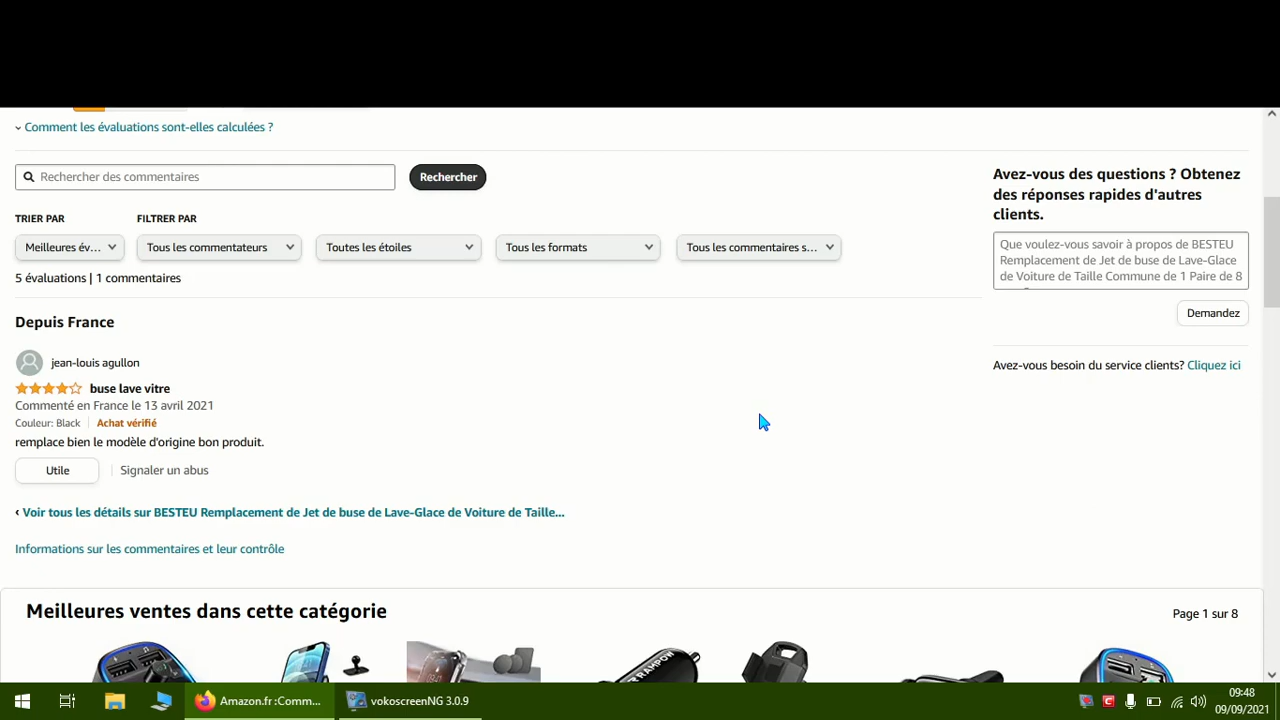 Comment les évaluations sont-elles calculées ?
Rechercher des commentaires
Rechercher
TRIER PAR
FILTRER PAR
Meilleures év...
Tous les commentateurs
Toutes les étoiles
Tous les formats
Tous les commentaires s...
5 évaluations | 1 commentaires
Depuis France
jean-louis agullon
buse lave vitre
Commenté en France le 13 avril 2021
Couleur: Black | Achat vérifié
remplace bien le modèle d'origine bon produit.
Utile | Signaler un abus
‹ Voir tous les détails sur BESTEU Remplacement de Jet de buse de Lave-Glace de Voiture de Taille...
Informations sur les commentaires et leur contrôle
Avez-vous des questions ? Obtenez
des réponses rapides d'autres
clients.
Que voulez-vous savoir à propos de BESTEU
Remplacement de Jet de buse de Lave-Glace
de Voiture de Taille Commune de 1 Paire de 8
Demandez
Avez-vous besoin du service clients? Cliquez ici
Meilleures ventes dans cette catégorie
Page 1 sur 8
RAMPOW
Amazon.fr :Comm...
vokoscreenNG 3.0.9
09:48
09/09/2021